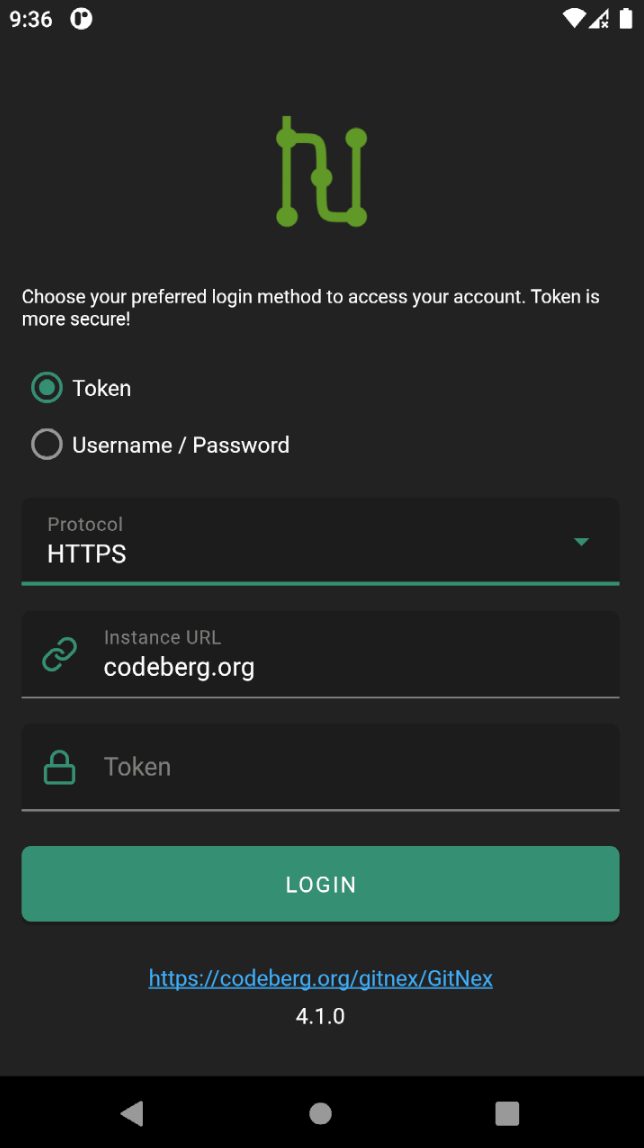 9:36
Choose your preferred login method to access your account. Token is
more secure!
Token
Username / Password
Protocol
HTTPS
Instance URL
codeberg.org
Token
LOGIN
https://codeberg.org/gitnex/GitNex
4.1.0